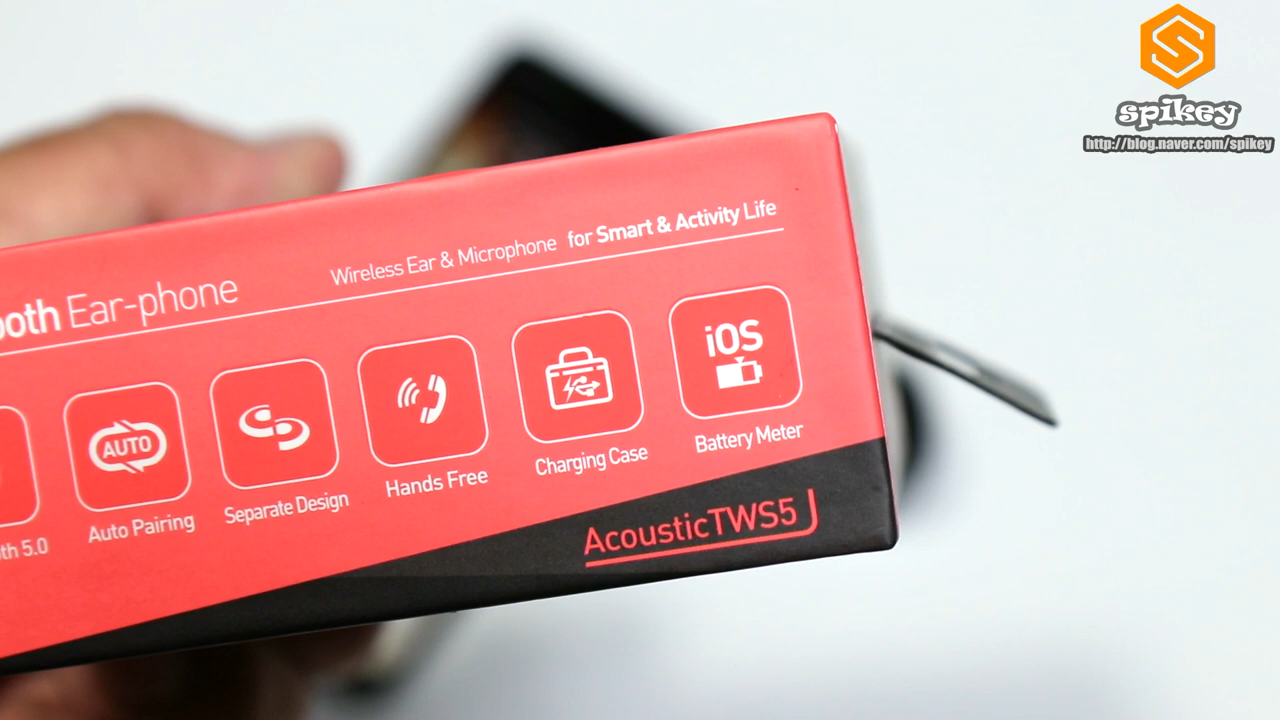 spikey
http://blog.naver.com/spikey
ooth Ear-phone
Wireless Ear & Microphone for Smart & Activity Life
AUTO
iOS
th 5.0
Auto Pairing
Separate Design
Hands Free
Charging Case
Battery Meter
AcousticTWS5